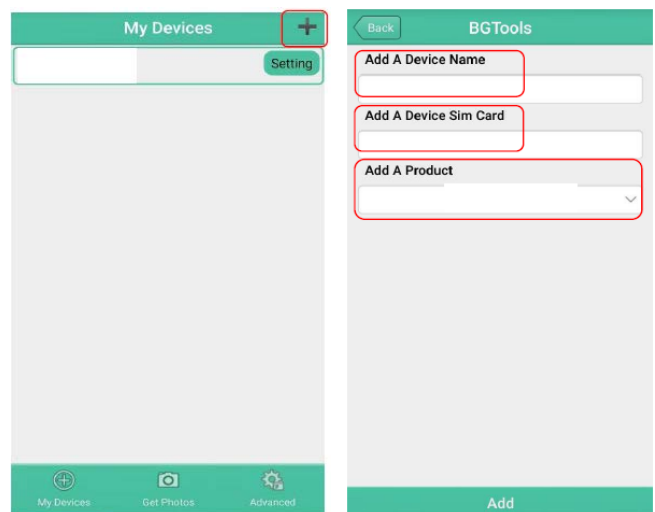 My Devices
Setting
My Devices
Get Photos
Advanced
Back
BGTools
Add A Device Name
Add A Device Sim Card
Add A Product
Add